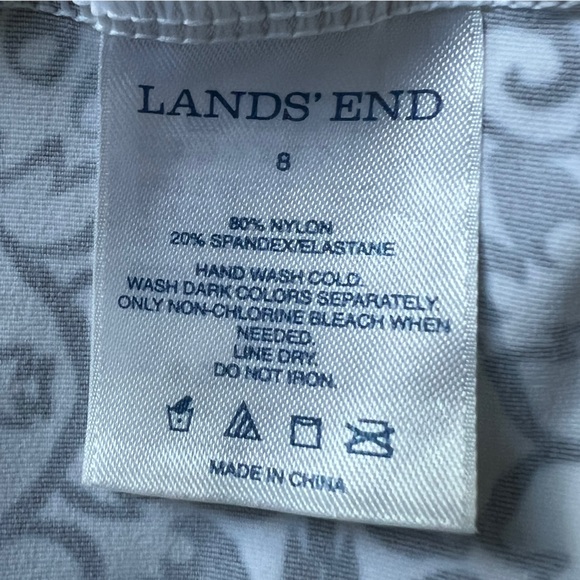 LANDS' END
8
80% NYLON
20% SPANDEX/ELASTANE
HAND WASH COLD.
WASH DARK COLORS SEPARATELY.
ONLY NON-CHLORINE BLEACH WHEN
NEEDED.
LINE DRY.
DO NOT IRON.
MADE IN CHINA